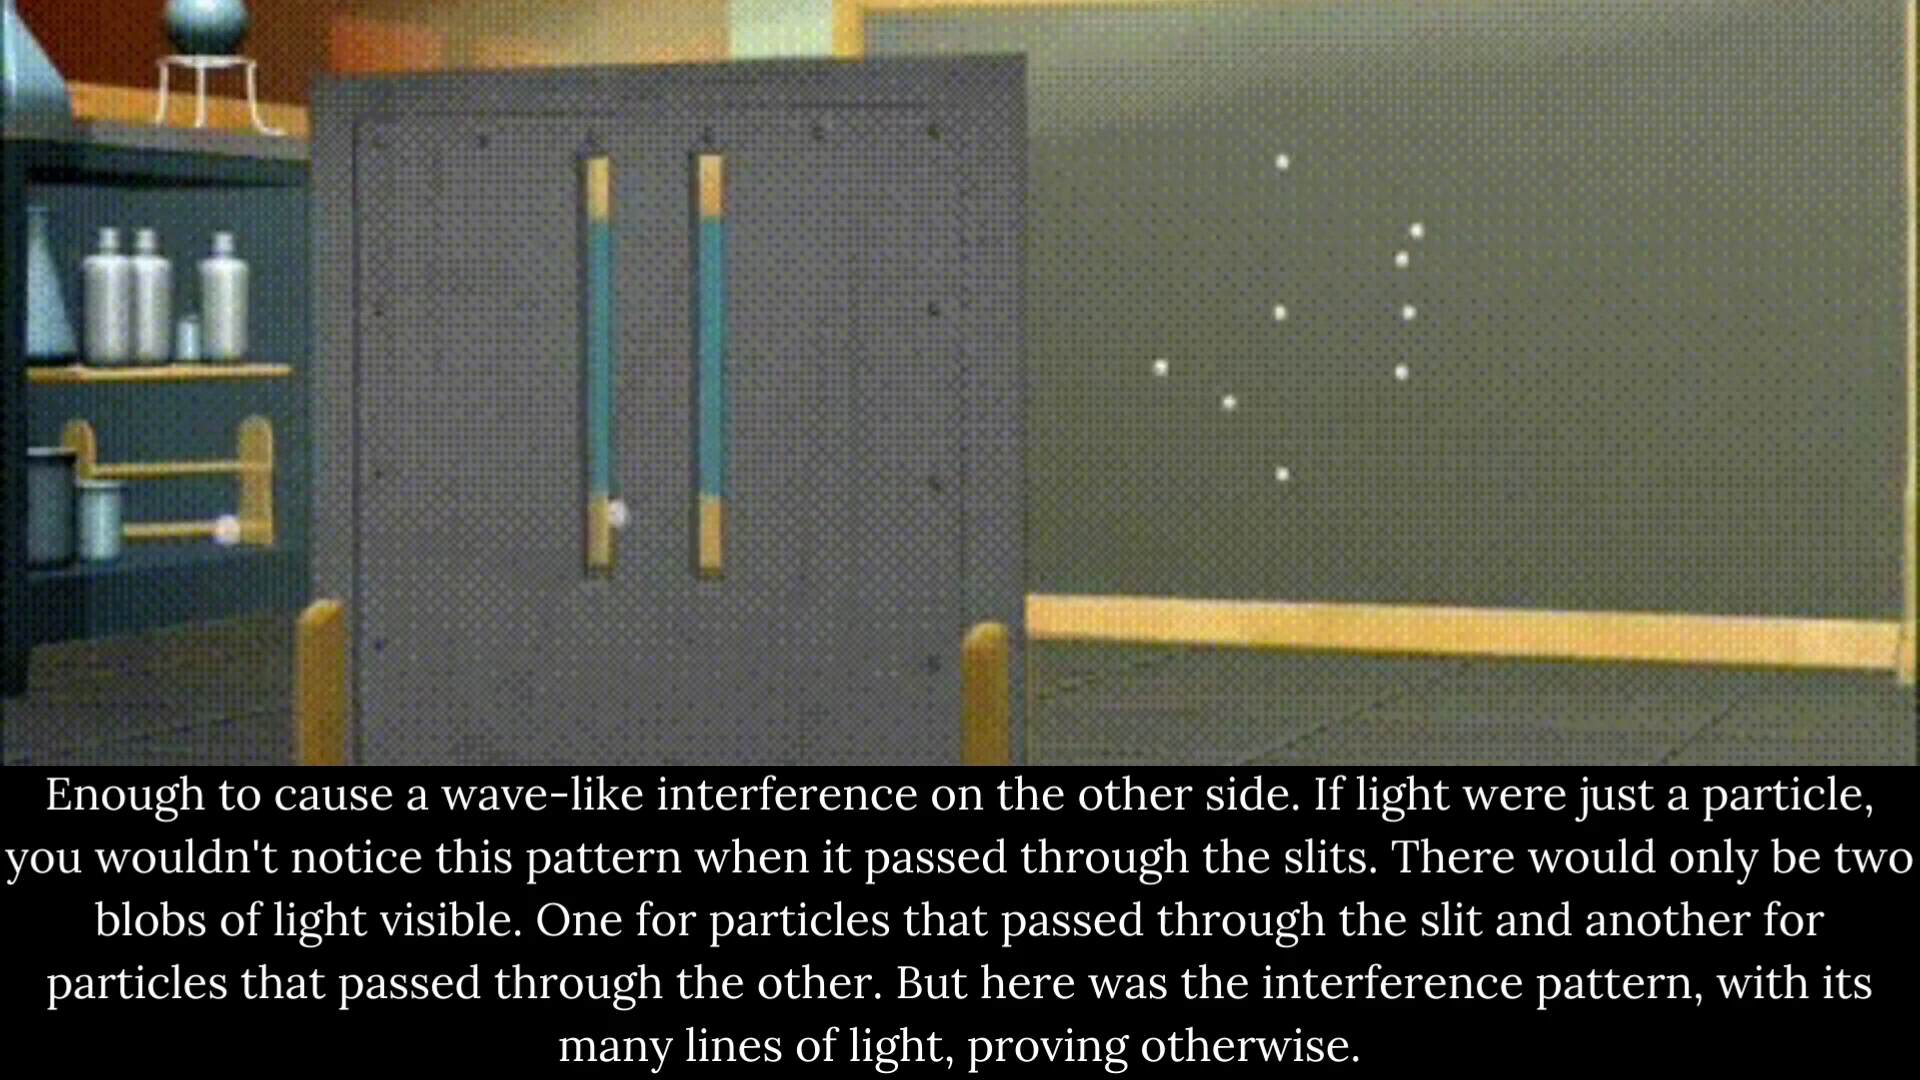 Enough to cause a wave-like interference on the other side. If light were just a particle,
you wouldn't notice this pattern when it passed through the slits. There would only be two
blobs of light visible. One for particles that passed through the slit and another for
particles that passed through the other. But here was the interference pattern, with its
many lines of light, proving otherwise.